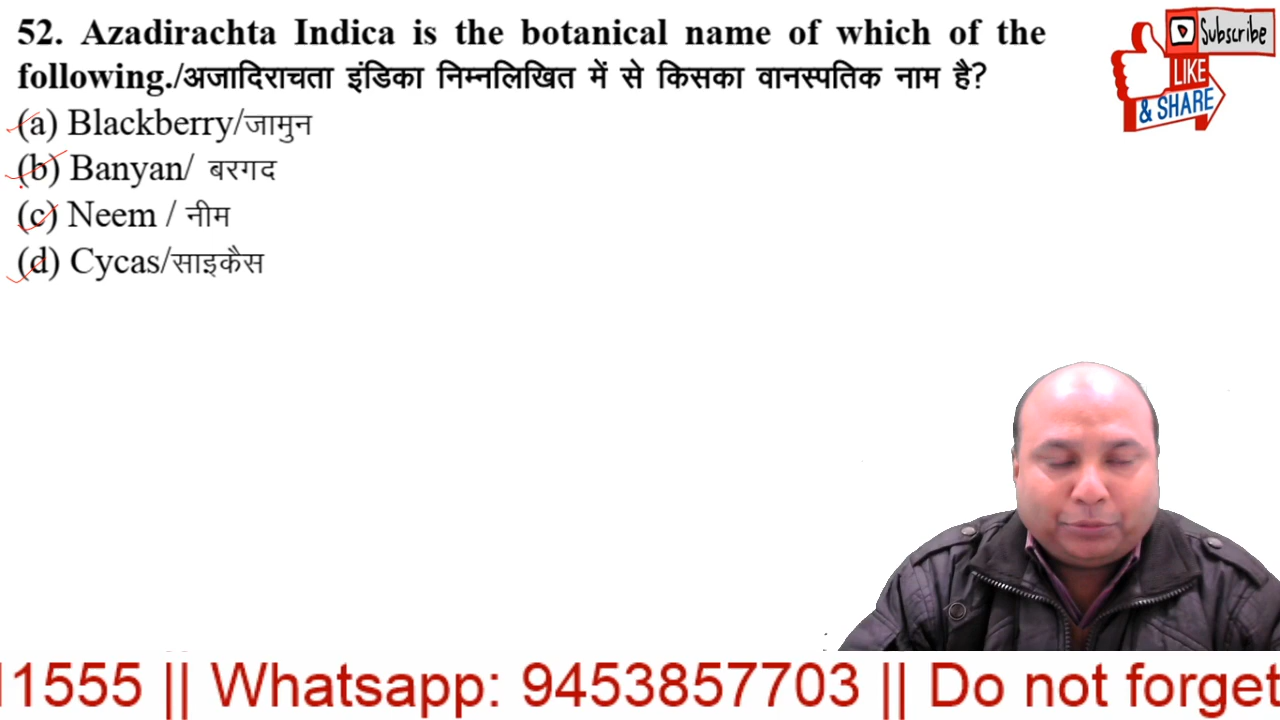 52. Azadirachta Indica is the botanical name of which of the
following./अजादिराचता इंडिका निम्नलिखित में से किसका वानस्पतिक नाम है?
(a) Blackberry/जामुन
(b) Banyan/ बरगद
(c) Neem / नीम
(d) Cycas/साइकैस
Subscribe
LIKE
& SHARE
11555 || Whatsapp: 9453857703 || Do not forget